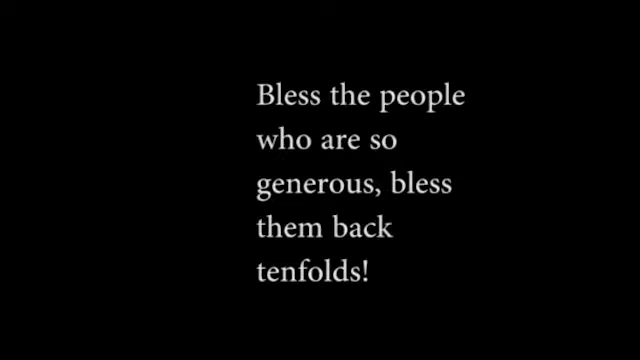 Bless the people
who are so
generous, bless
them back
tenfolds!